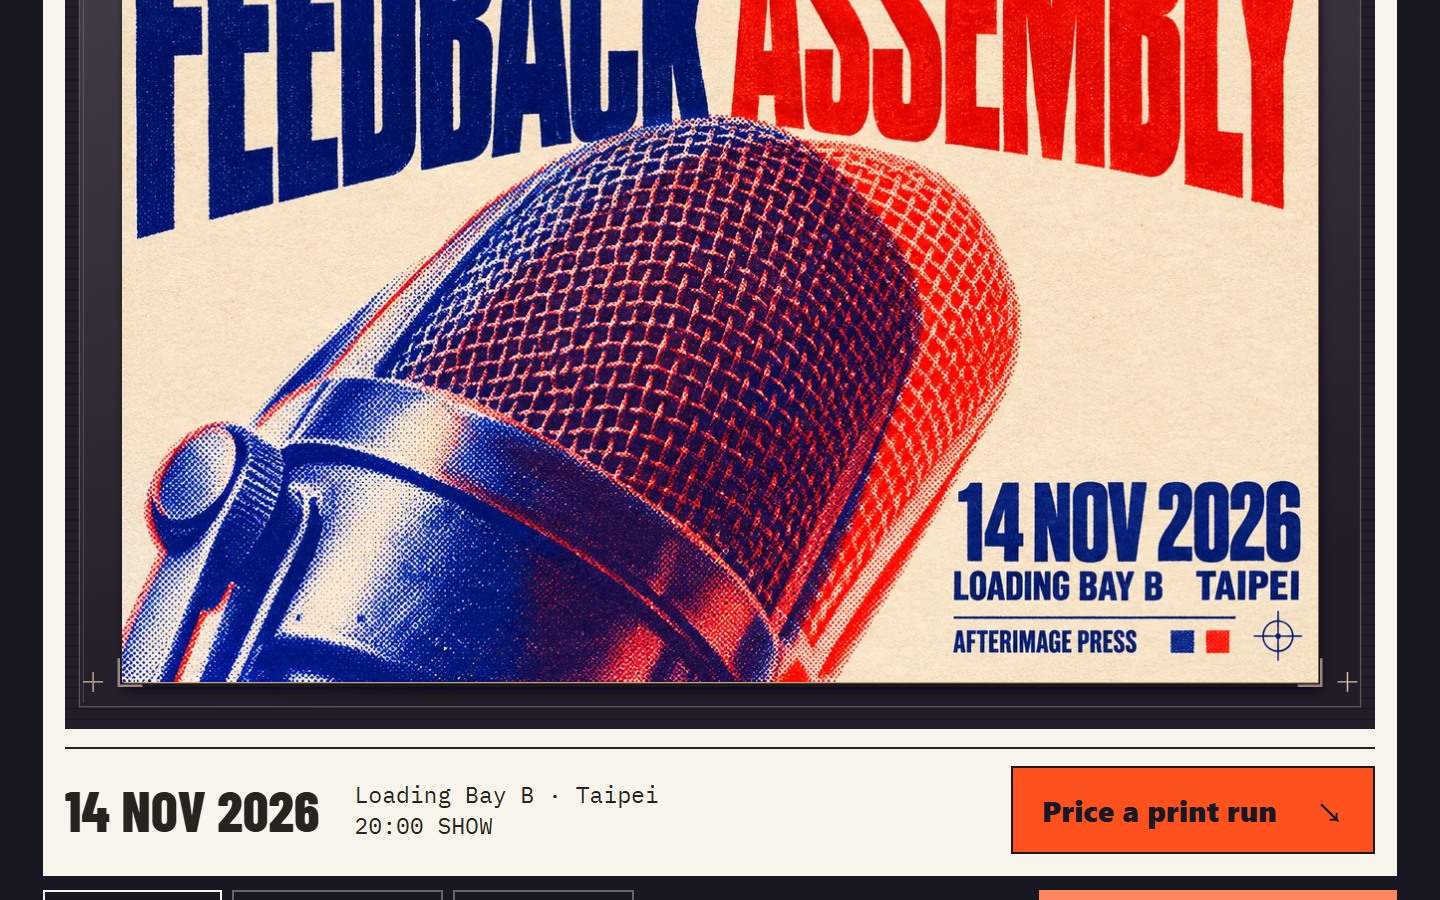 FEEDBACK ASSEMBLY
14 NOV 2026
LOADING BAY B TAIPEI
AFTERIMAGE PRESS
14 NOV 2026
Loading Bay B · Taipei
20:00 SHOW
Price a print run ↘